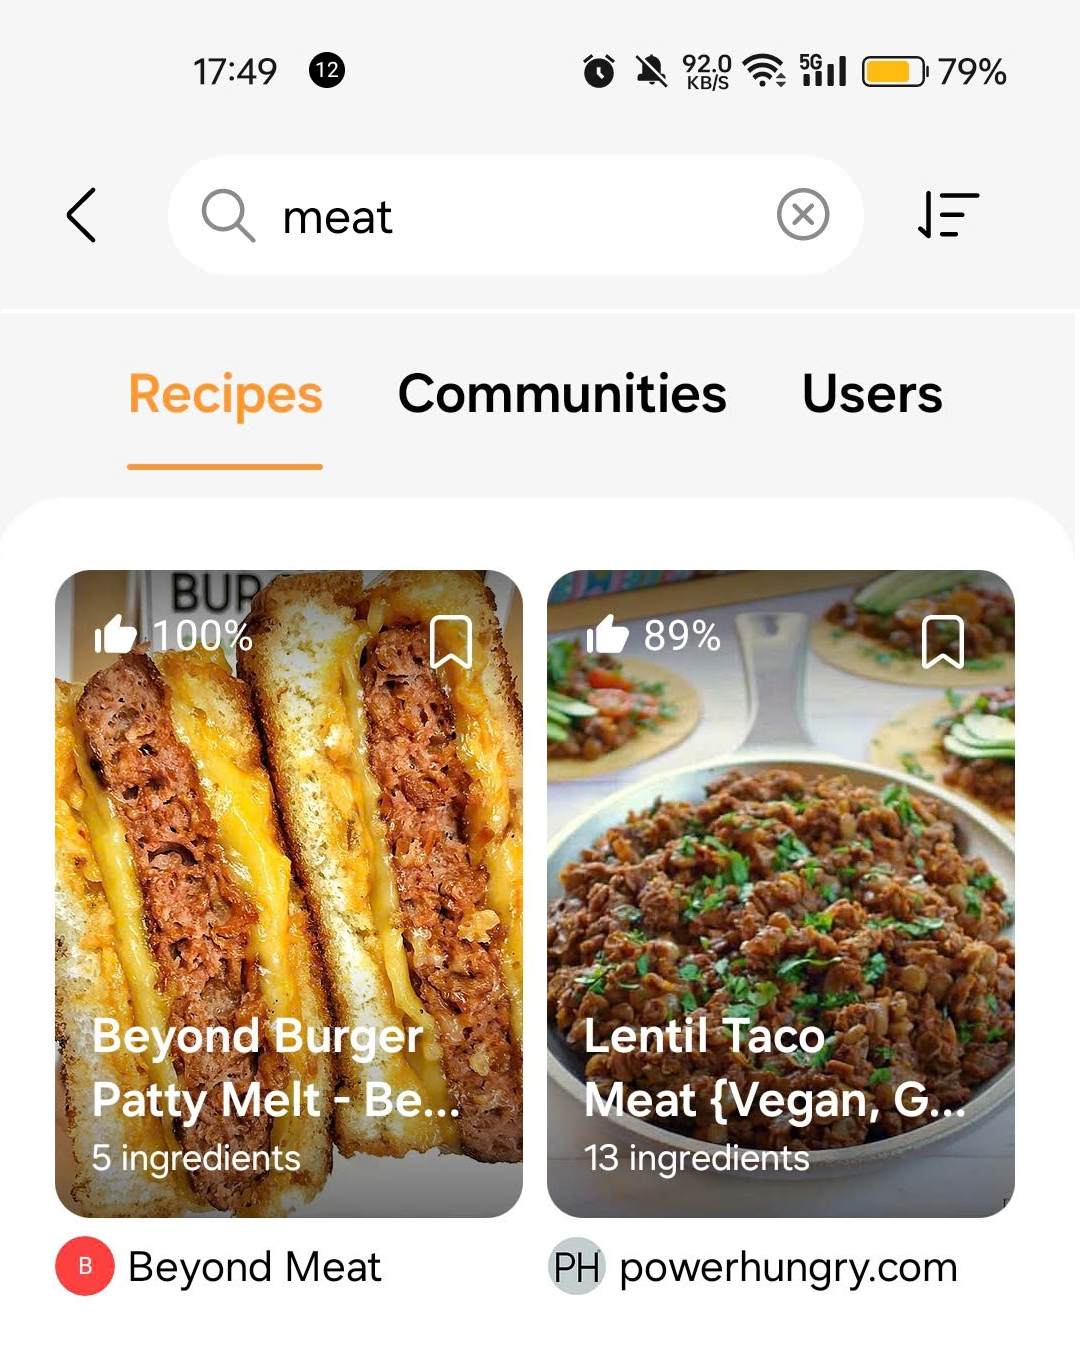 17:49 12 92.0 KB/S 5G 79%
meat
Recipes Communities Users
BUR
100%
Beyond Burger
Patty Melt - Be...
5 ingredients
B Beyond Meat
89%
Lentil Taco
Meat {Vegan, G...
13 ingredients
PH powerhungry.com